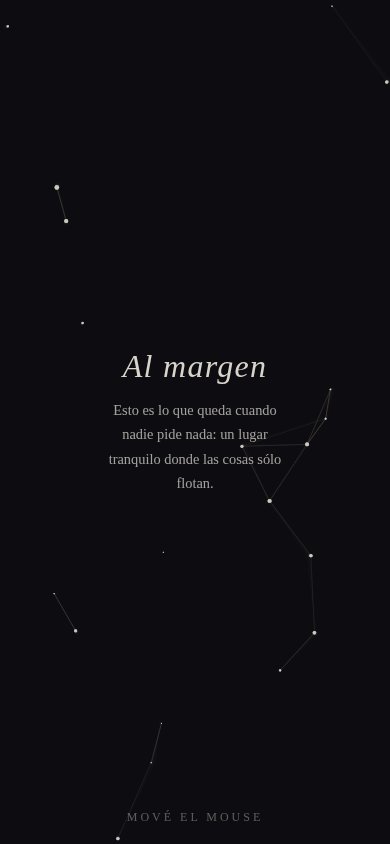 Al margen
Esto es lo que queda cuando
nadie pide nada: un lugar
tranquilo donde las cosas sólo
flotan.
MOVÉ EL MOUSE